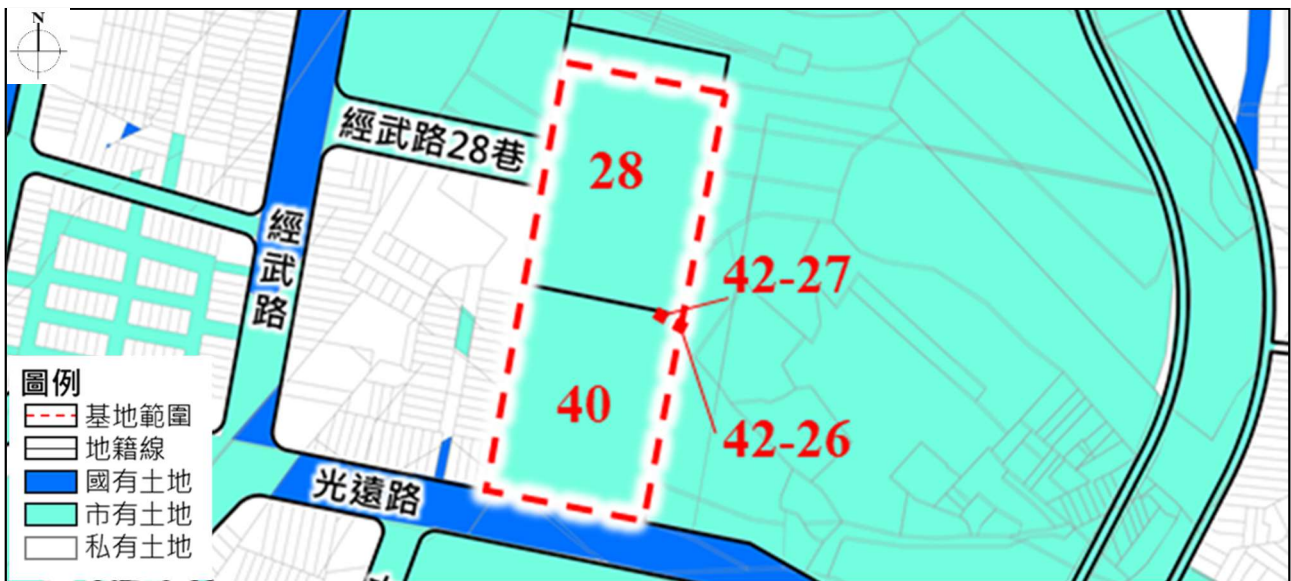 N
經武路28巷
28
經武路
42-27
40
42-26
光遠路
圖例
基地範圍
地籍線
國有土地
市有土地
私有土地